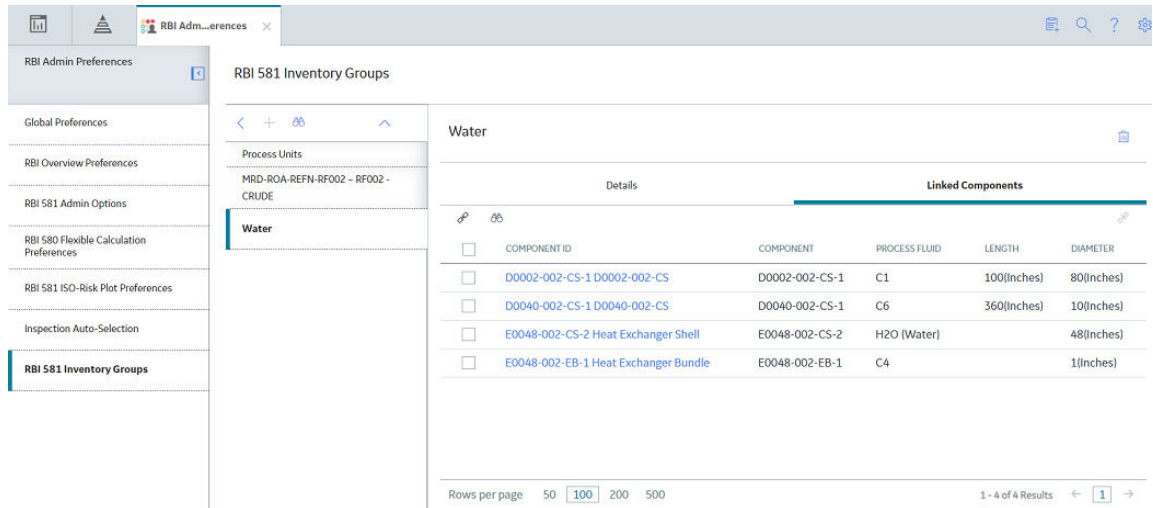 RBI Adm...erences
RBI Admin Preferences
Global Preferences
RBI Overview Preferences
RBI 581 Admin Options
RBI 580 Flexible Calculation
Preferences
RBI 581 ISO-Risk Plot Preferences
Inspection Auto-Selection
RBI 581 Inventory Groups
RBI 581 Inventory Groups
Process Units
MRD-ROA-REFN-RF002 ~ RF002 -
CRUDE
Water
Water
Details Linked Components
COMPONENT ID COMPONENT PROCESS FLUID LENGTH DIAMETER
D0002-002-CS-1 D0002-002-CS D0002-002-CS-1 C1 100(Inches) 80(Inches)
D0040-002-CS-1 D0040-002-CS D0040-002-CS-1 C6 360(Inches) 10(Inches)
E0048-002-CS-2 Heat Exchanger Shell E0048-002-CS-2 H2O (Water) 48(Inches)
E0048-002-EB-1 Heat Exchanger Bundle E0048-002-EB-1 C4 1(Inches)
Rows per page 50 100 200 500 1 - 4 of 4 Results 1